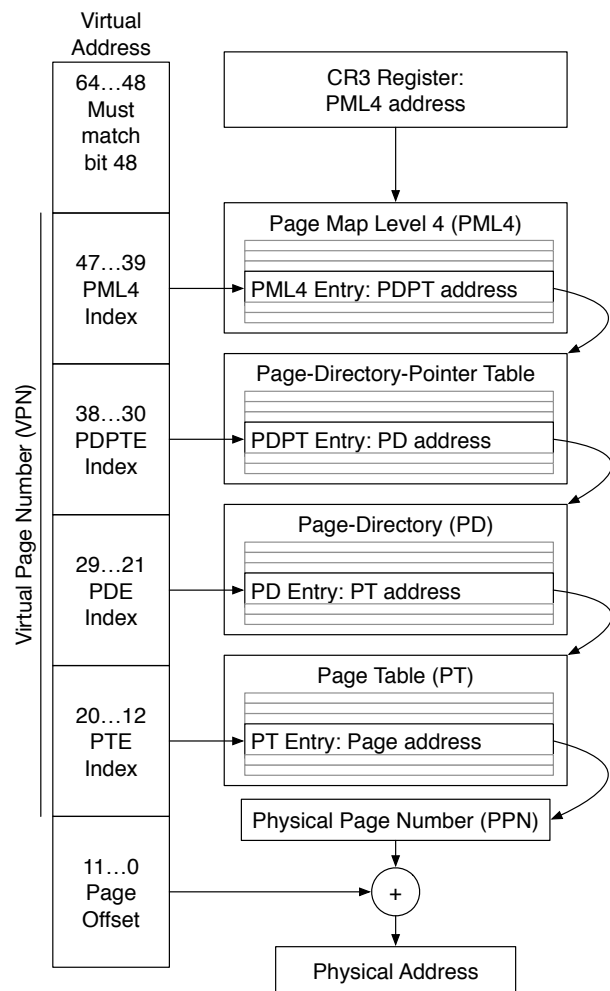 Virtual
Address
64...48
Must
match
bit 48
CR3 Register:
PML4 address
Virtual Page Number (VPN)
47...39
PML4
Index
Page Map Level 4 (PML4)
PML4 Entry: PDPT address
38...30
PDPTE
Index
Page-Directory-Pointer Table
PDPT Entry: PD address
29...21
PDE
Index
Page-Directory (PD)
PD Entry: PT address
20...12
PTE
Index
Page Table (PT)
PT Entry: Page address
Physical Page Number (PPN)
11...0
Page
Offset
+
Physical Address